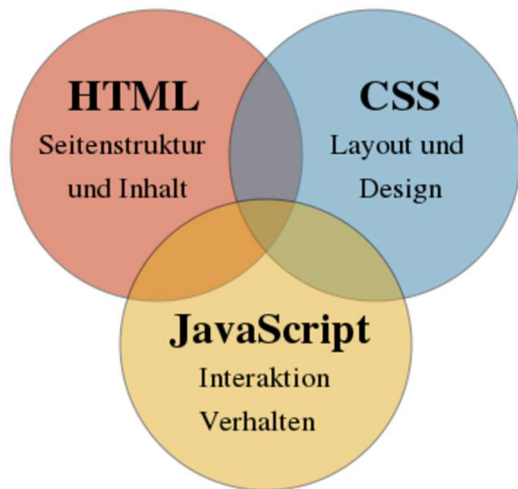 HTML
Seitenstruktur
und Inhalt
CSS
Layout und
Design
JavaScript
Interaktion
Verhalten